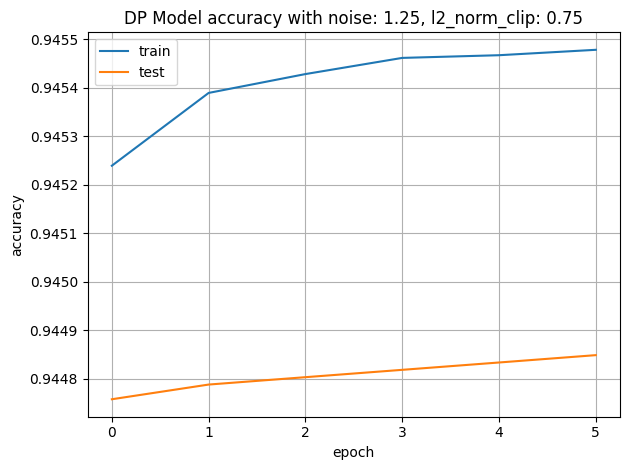 DP Model accuracy with noise: 1.25, l2_norm_clip: 0.75
train
test
0.9455
0.9454
0.9453
0.9452
0.9451
0.9450
0.9449
0.9448
accuracy
0 1 2 3 4 5
epoch